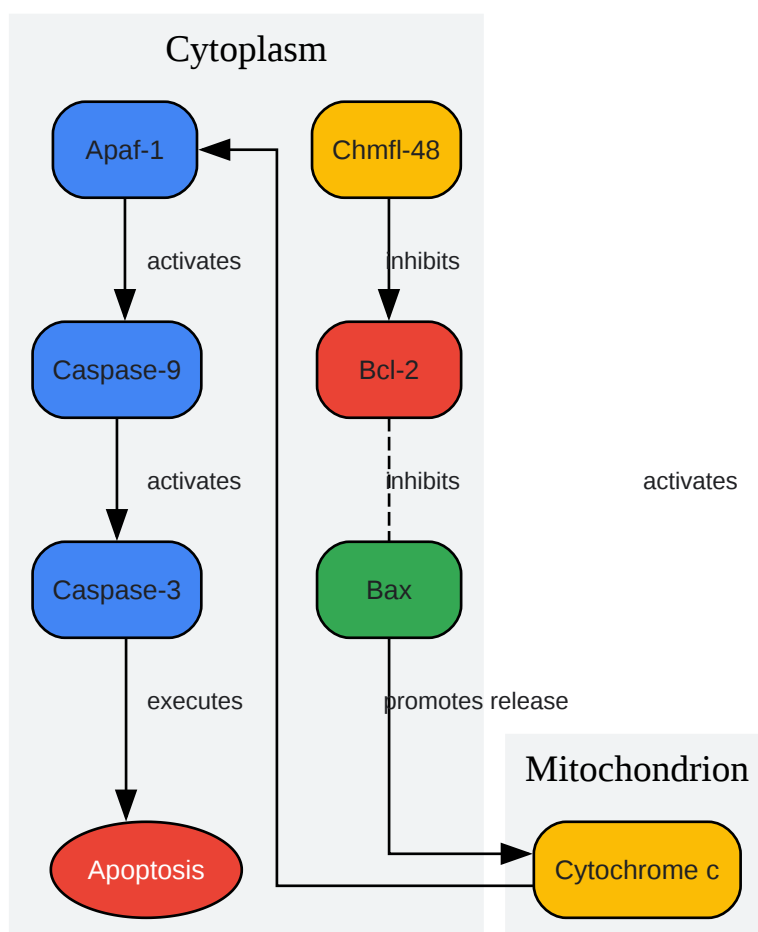 Cytoplasm
Apaf-1
Chmfl-48
activates
inhibits
Caspase-9
Bcl-2
activates
inhibits
activates
Caspase-3
Bax
executes
promotes release
Mitochondrion
Apoptosis
Cytochrome c